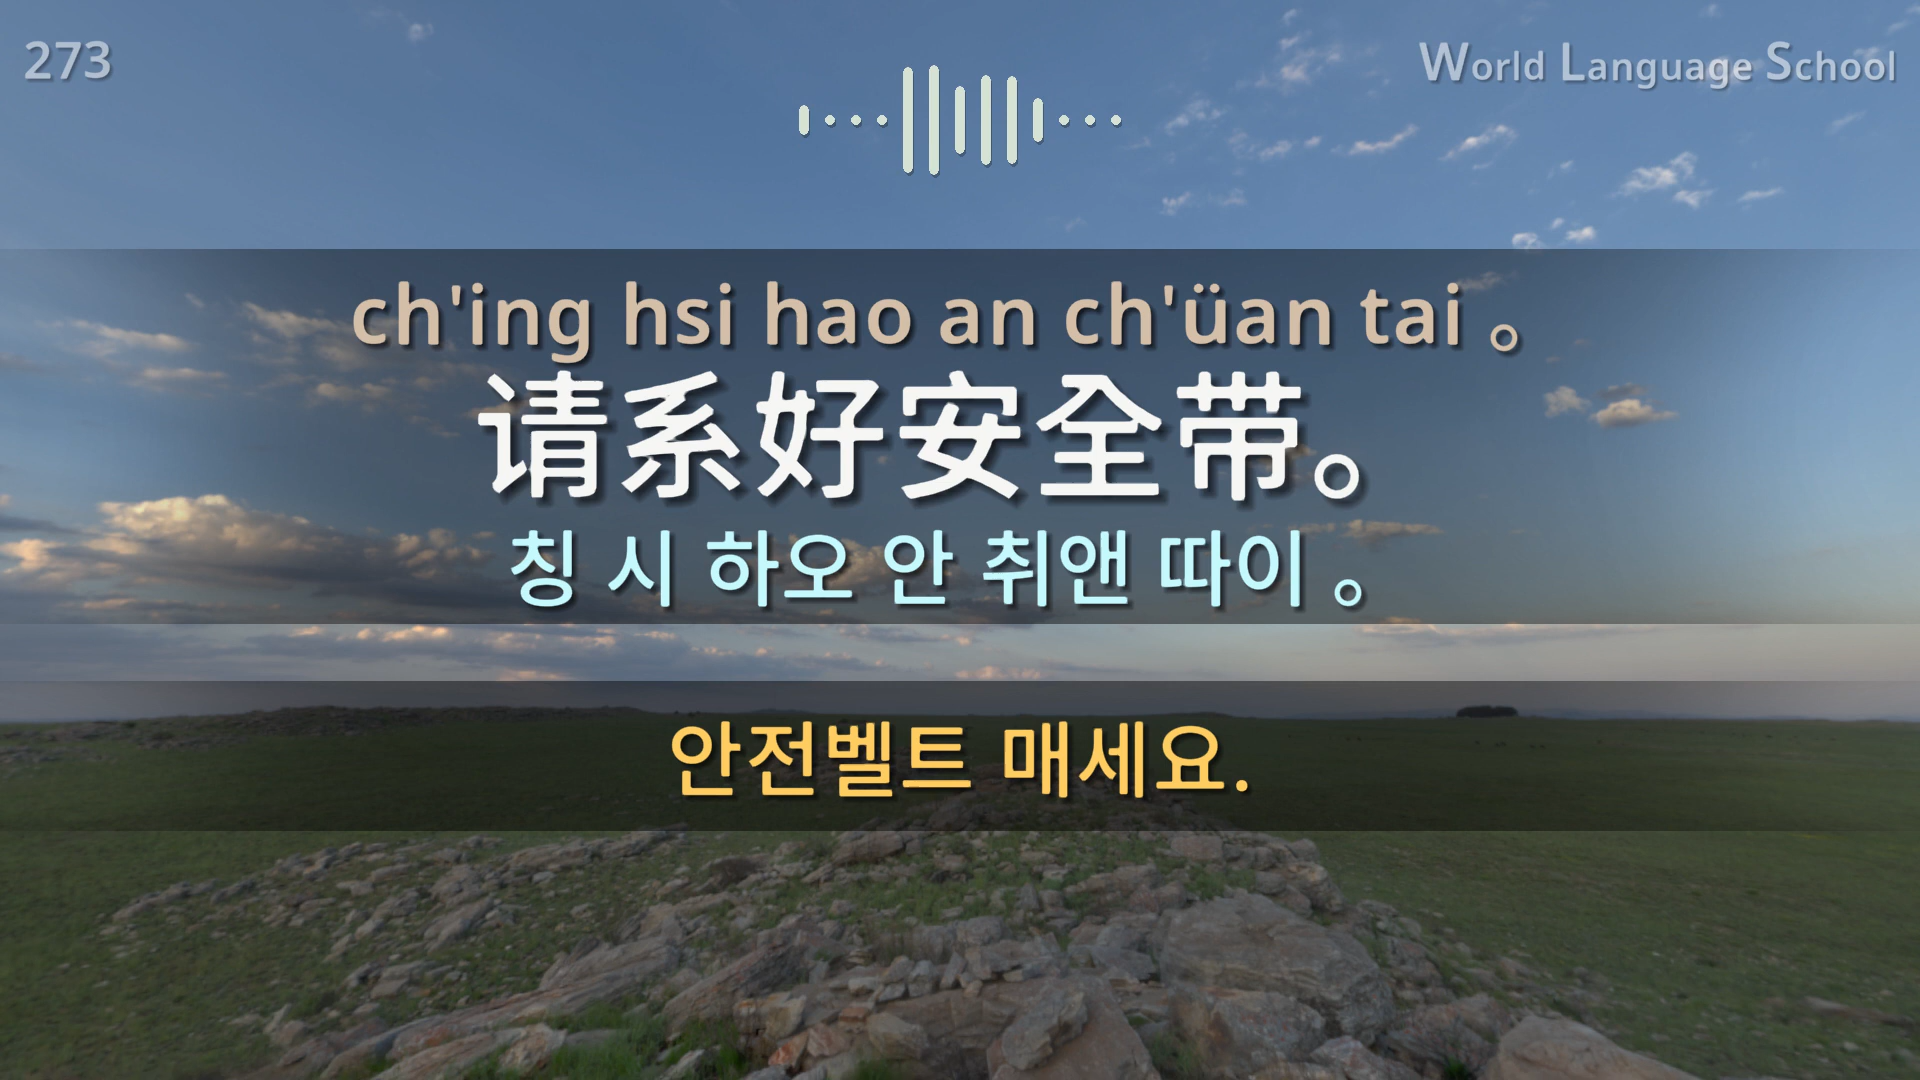 273
World Language School
ch'ing hsi hao an ch'üan tai 。
请系好安全带。
칭 시 하오 안 취앤 따이 。
안전벨트 매세요.